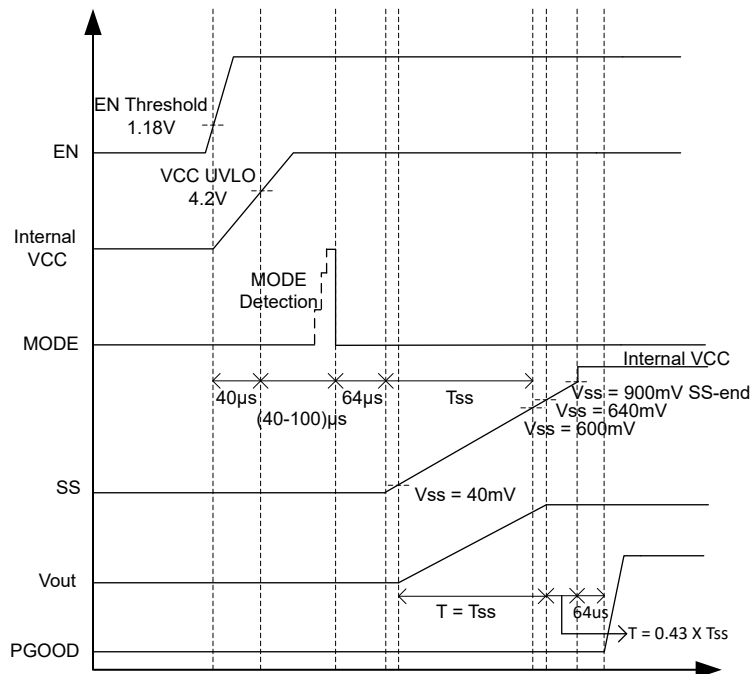 EN Threshold
1.18V
EN
VCC UVLO
4.2V
Internal
VCC
MODE
Detection
MODE
Internal VCC
40µs
(40-100)µs
64µs
Tss
Vss = 900mV SS-end
Vss = 640mV
Vss = 600mV
SS
Vss = 40mV
Vout
T = Tss
64us
T = 0.43 X Tss
PGOOD